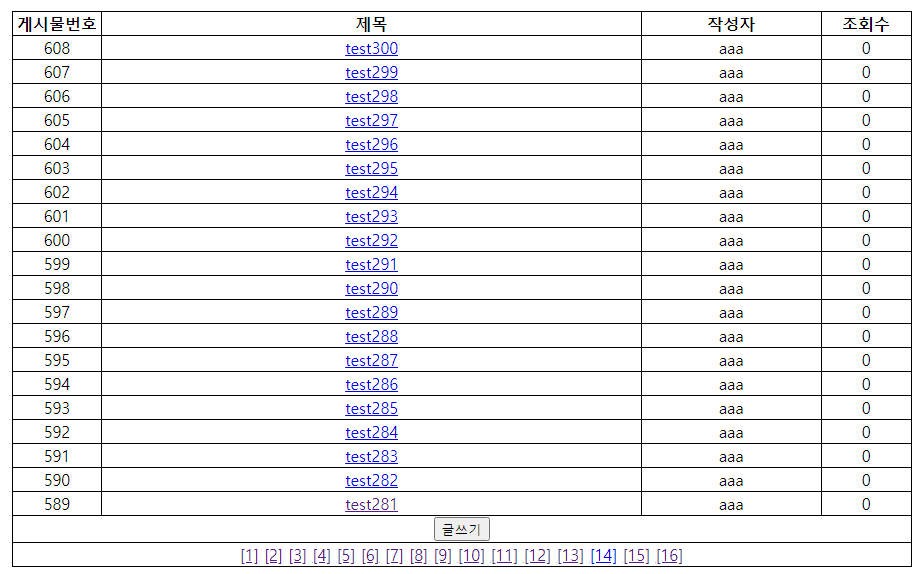 게시물번호 제목 작성자 조회수
608 test300 aaa 0
607 test299 aaa 0
606 test298 aaa 0
605 test297 aaa 0
604 test296 aaa 0
603 test295 aaa 0
602 test294 aaa 0
601 test293 aaa 0
600 test292 aaa 0
599 test291 aaa 0
598 test290 aaa 0
597 test289 aaa 0
596 test288 aaa 0
595 test287 aaa 0
594 test286 aaa 0
593 test285 aaa 0
592 test284 aaa 0
591 test283 aaa 0
590 test282 aaa 0
589 test281 aaa 0
글쓰기
[1] [2] [3] [4] [5] [6] [7] [8] [9] [10] [11] [12] [13] [14] [15] [16]